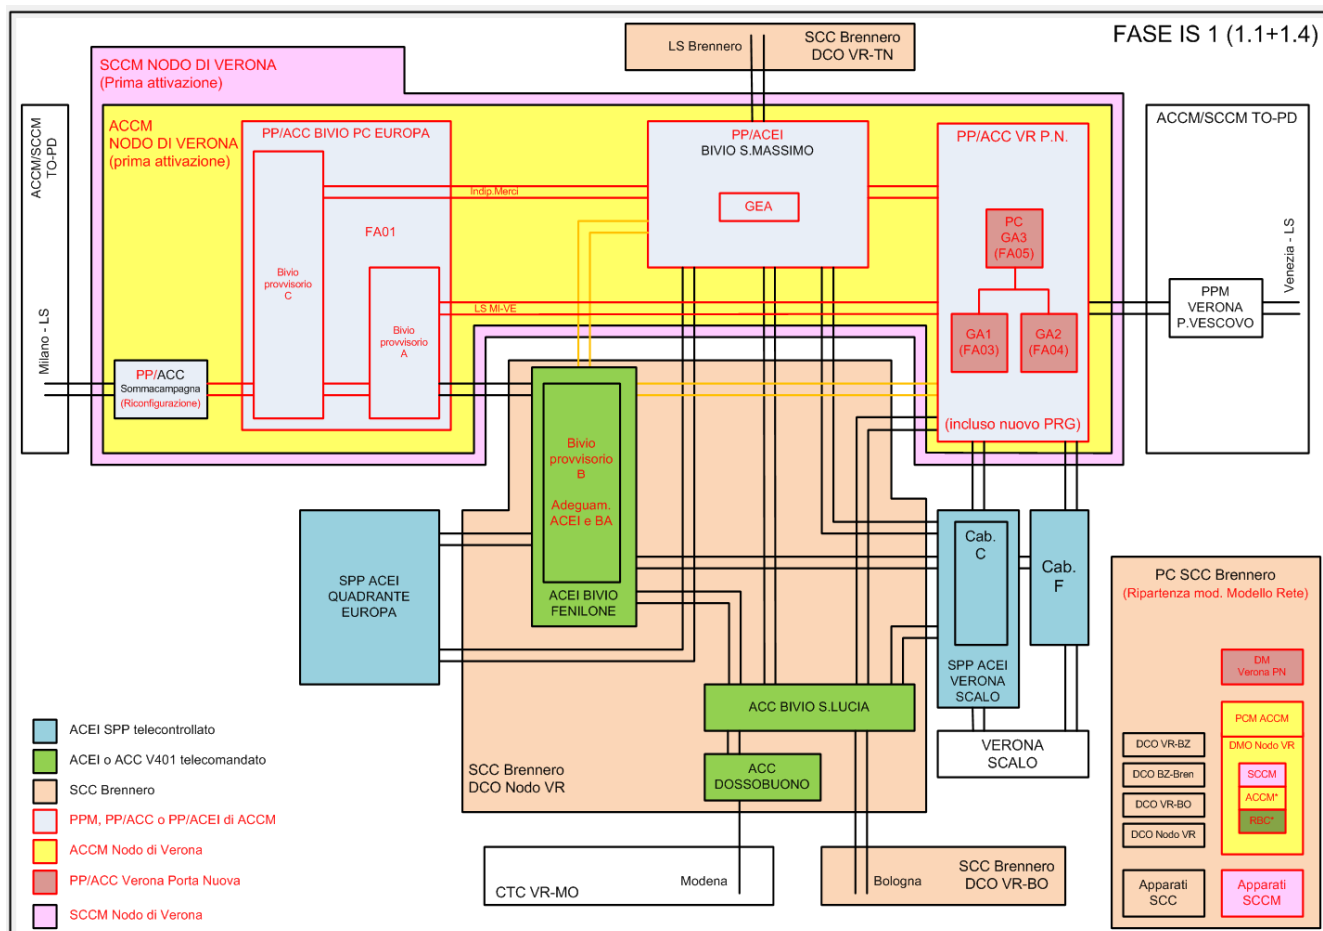 FASE IS 1 (1.1+1.4)
SCC Brennero
DCO VR-TN
LS Brennero
SCCM NODO DI VERONA
(Prima attivazione)
ACCM/SCCM
TO-PD
Milano - LS
ACCM
NODO DI VERONA
(prima attivazione)
PP/ACC BIVIO PC EUROPA
Bivio
provvisorio
C
FA01
Bivio
provvisorio
A
Indip.Merci
LS MI-VE
PP/ACC
Sommacampagna
(Riconfigurazione)
PP/ACEI
BIVIO S.MASSIMO
GEA
PP/ACC VR P.N.
PC
GA3
(FA05)
GA1
(FA03)
GA2
(FA04)
(incluso nuovo PRG)
ACCM/SCCM TO-PD
Venezia - LS
PPM
VERONA
P.VESCOVO
Bivio
provvisorio
B
Adeguam.
ACEI e BA
ACEI BIVIO
FENILONE
SPP ACEI
QUADRANTE
EUROPA
Cab.
C
SPP ACEI
VERONA
SCALO
Cab.
F
VERONA
SCALO
ACC BIVIO S.LUCIA
ACC
DOSSOBUONO
SCC Brennero
DCO Nodo VR
CTC VR-MO
Modena
Bologna
SCC Brennero
DCO VR-BO
PC SCC Brennero
(Ripartenza mod. Modello Rete)
DM
Verona PN
PCM ACCM
DMO Nodo VR
SCCM
ACCM*
RBC*
DCO VR-BZ
DCO BZ-Bren
DCO VR-BO
DCO Nodo VR
Apparati
SCC
Apparati
SCCM
ACEI SPP telecontrollato
ACEI o ACC V401 telecomandato
SCC Brennero
PPM, PP/ACC o PP/ACEI di ACCM
ACCM Nodo di Verona
PP/ACC Verona Porta Nuova
SCCM Nodo di Verona